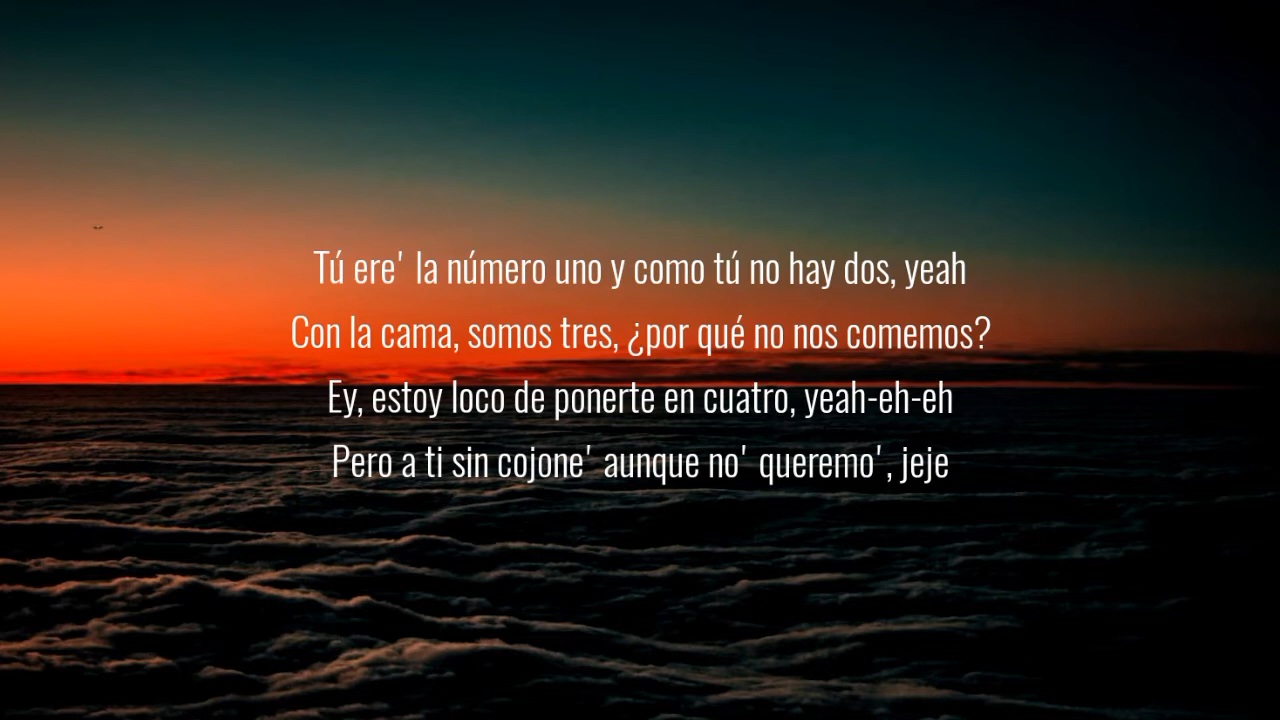 Tú ere' la número uno y como tú no hay dos, yeah
Con la cama, somos tres, ¿por qué no nos comemos?
Ey, estoy loco de ponerte en cuatro, yeah-eh-eh
Pero a ti sin cojone' aunque no' queremo', jeje